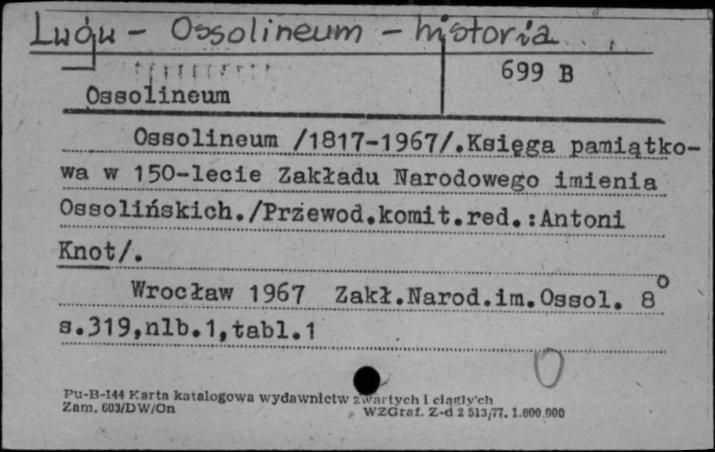 Lwów - Ossolineum - historia
699 B
Ossolineum
Ossolineum /1817-1967/.Księga pamiątko-
wa w 150-lecie Zakładu Narodowego imienia
Ossolińskich./Przewod.komit.red.:Antoni
Knot/.
Wrocław 1967 Zakł.Narod.im.Ossol. 8°
s.319,nlb.1,tabl.1
0
Pu-B-144 Karta katalogowa wydawnictw zwartych i ciągłych
Zam. 603/DW/On WZGraf. Z-d 2 513/77. 1.600.000